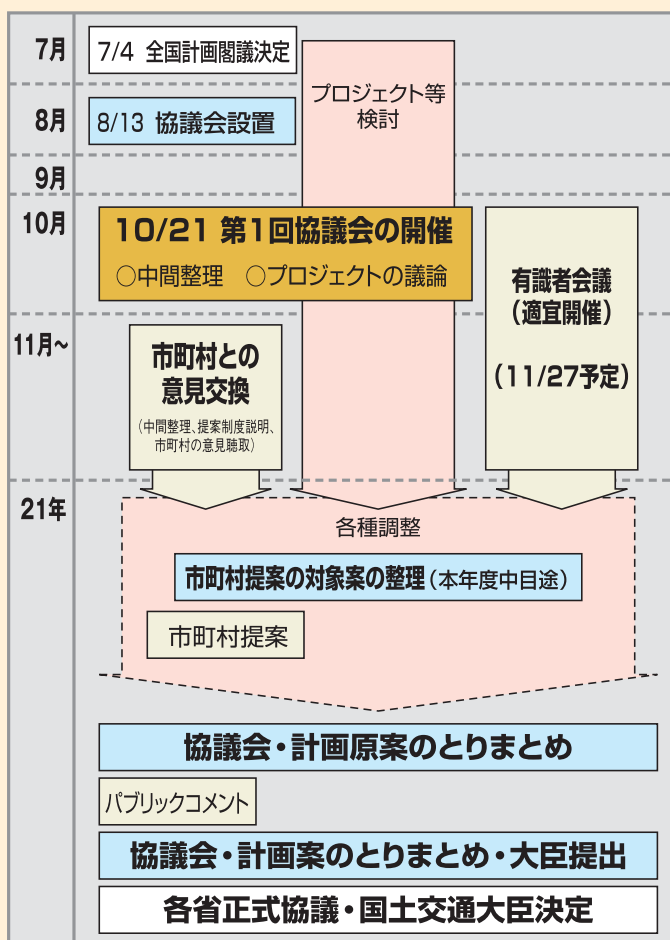 7月
7/4 全国計画閣議決定
プロジェクト等
検討
8月
8/13 協議会設置
9月
10月
10/21 第1回協議会の開催
○中間整理 ○プロジェクトの議論
有識者会議
(適宜開催)
(11/27予定)
11月~
市町村との
意見交換
(中間整理、提案制度説明、
市町村の意見聴取)
21年
各種調整
市町村提案の対象案の整理(本年度中目途)
市町村提案
協議会・計画原案のとりまとめ
パブリックコメント
協議会・計画案のとりまとめ・大臣提出
各省正式協議・国土交通大臣決定